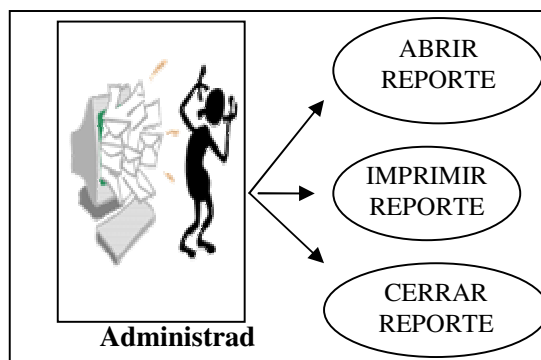 ABRIR
REPORTE
IMPRIMIR
REPORTE
CERRAR
REPORTE
Administrad